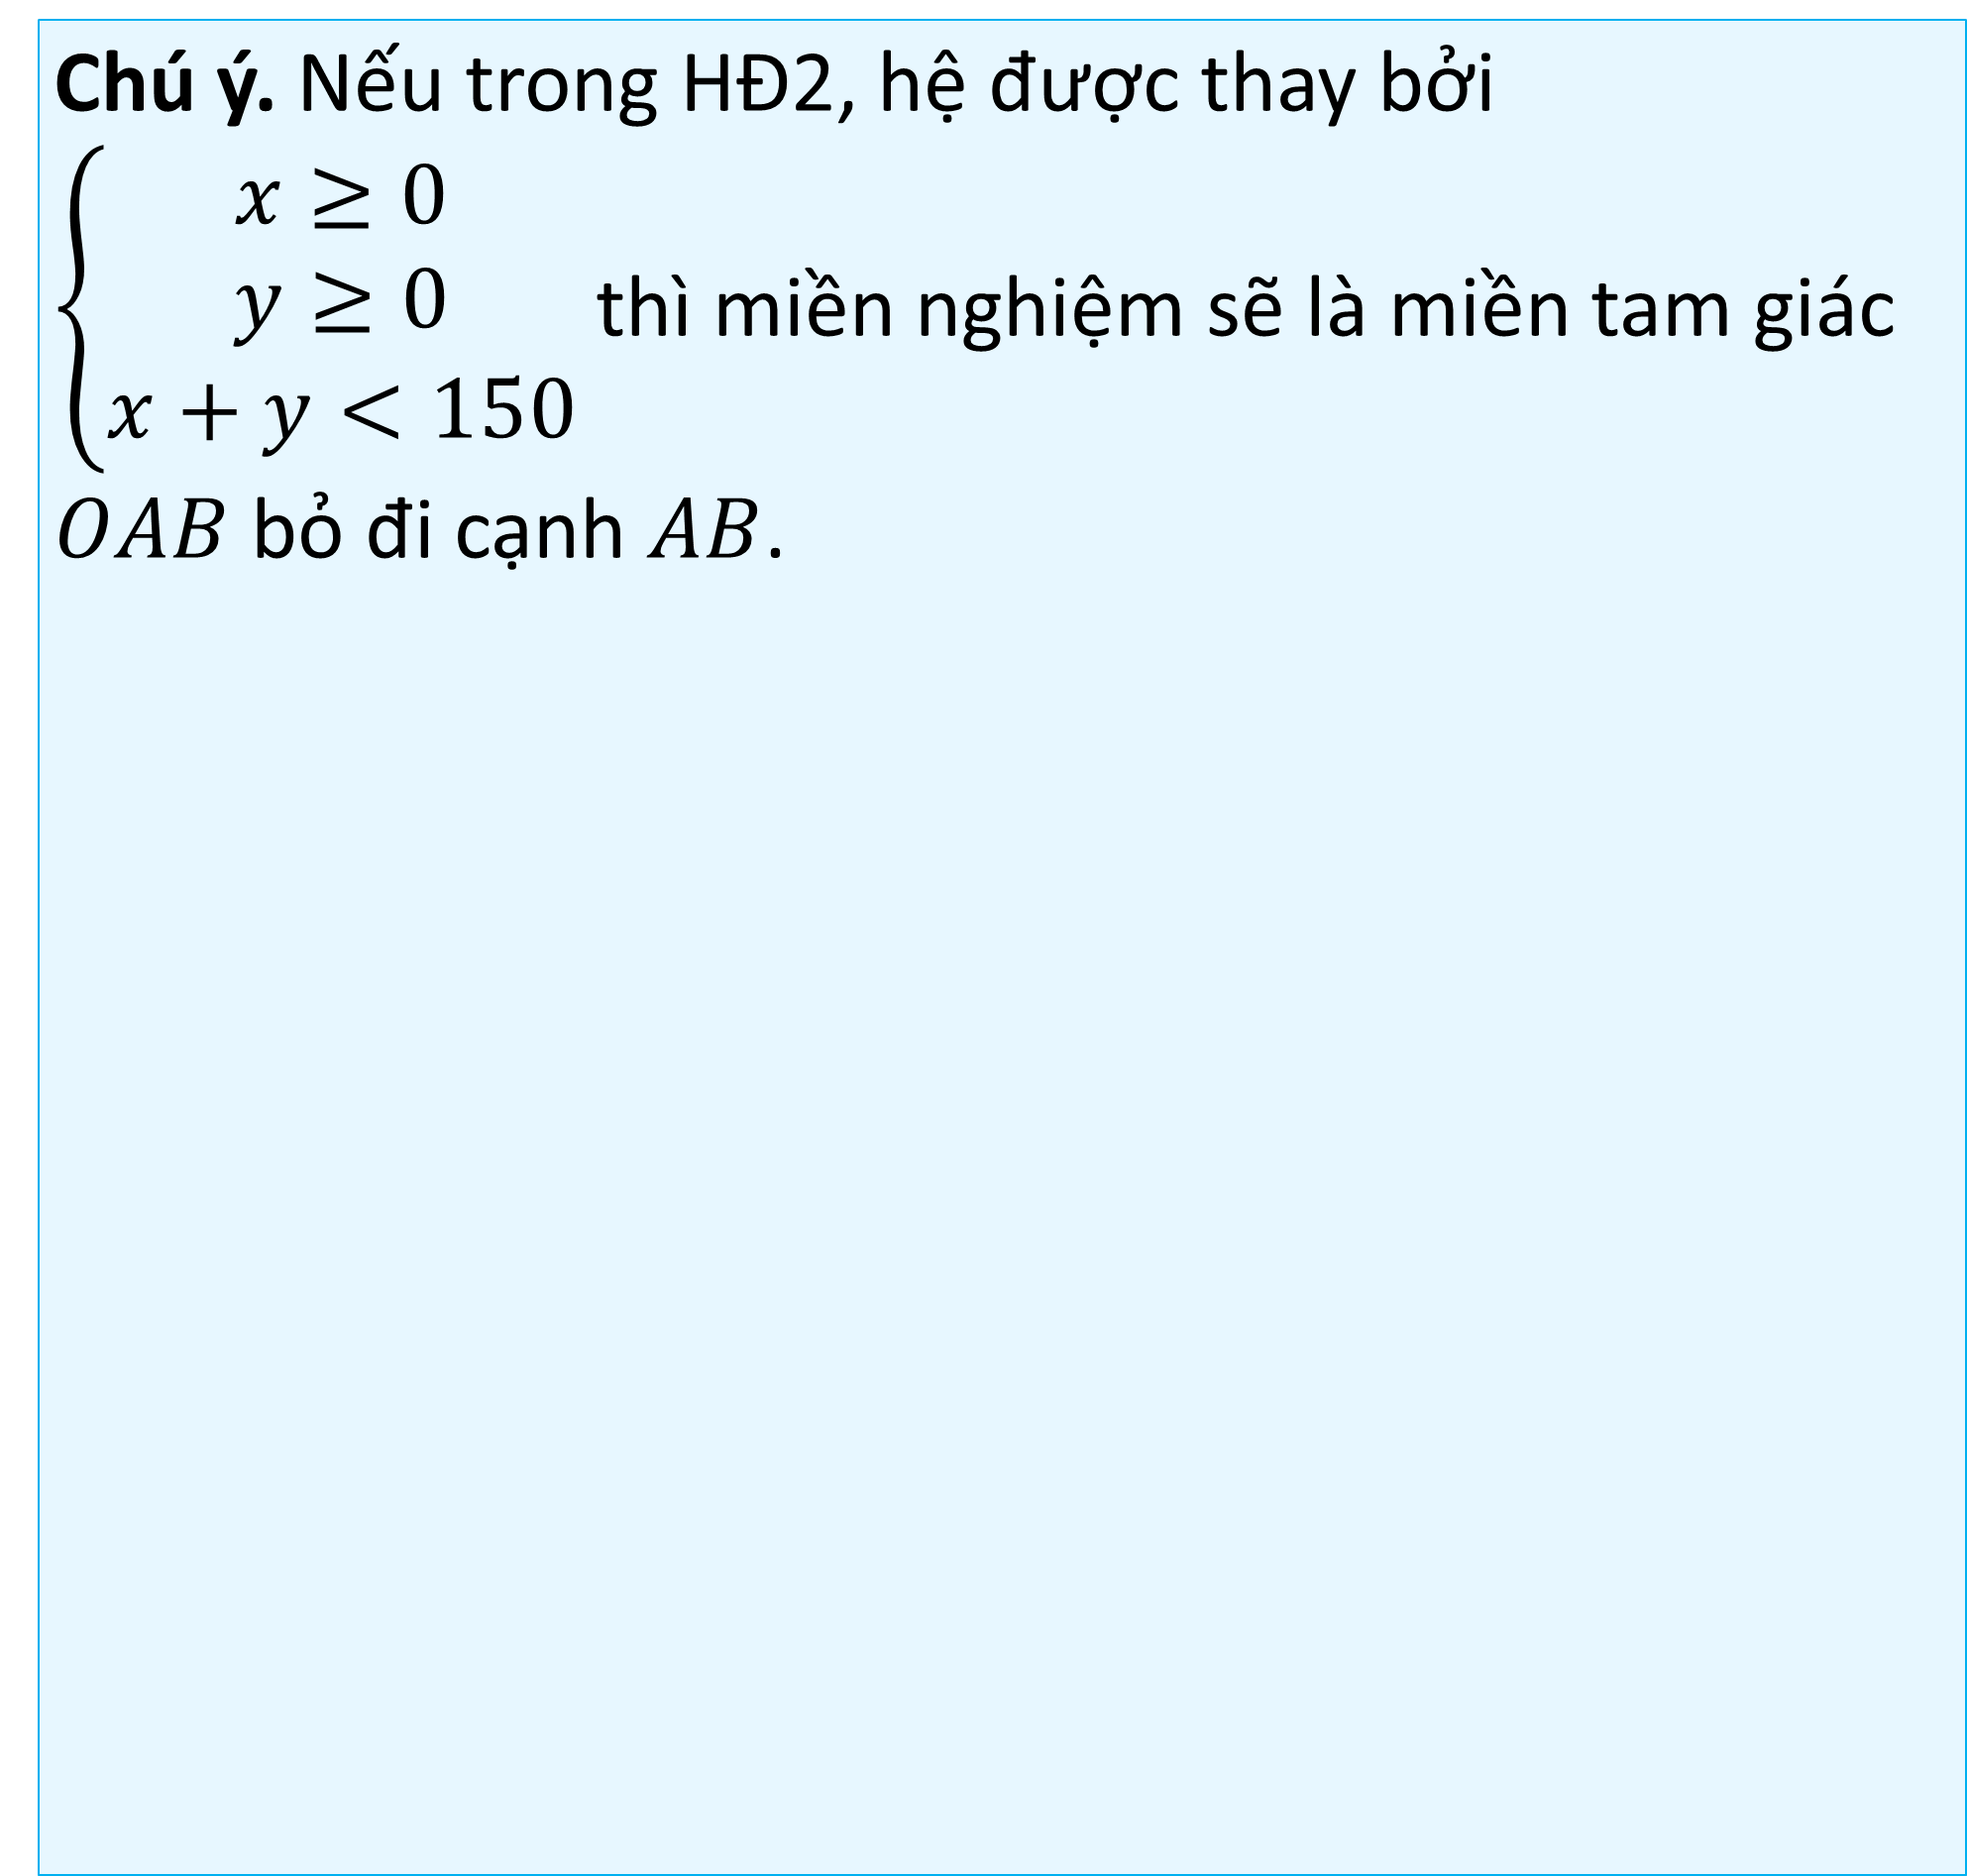 Chú ý. Nếu trong HĐ2, hệ được thay bởi
x ≥ 0
y ≥ 0 thì miền nghiệm sẽ là miền tam giác
x + y < 150
OAB bỏ đi cạnh AB.